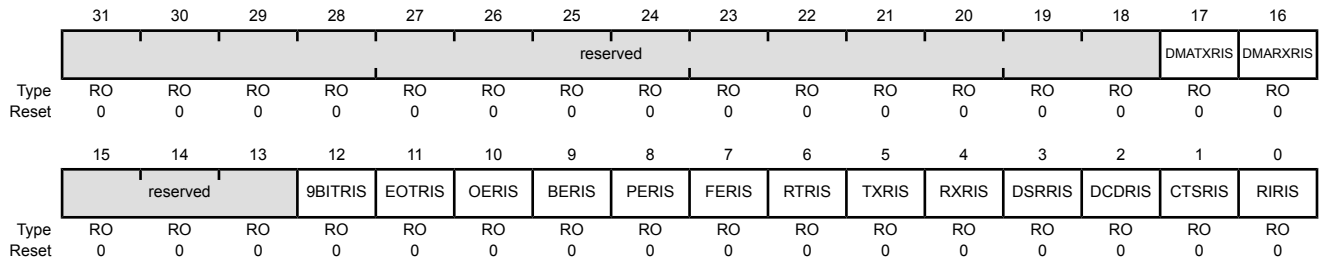 31 30 29 28 27 26 25 24 23 22 21 20 19 18 17 16
reserved DMATXRIS DMARXRIS
Type RO RO RO RO RO RO RO RO RO RO RO RO RO RO RO RO
Reset 0 0 0 0 0 0 0 0 0 0 0 0 0 0 0 0
15 14 13 12 11 10 9 8 7 6 5 4 3 2 1 0
reserved 9BITRIS EOTRIS OERIS BERIS PERIS FERIS RTRIS TXRIS RXRIS DSRRIS DCDRIS CTSRIS RIRIS
Type RO RO RO RO RO RO RO RO RO RO RO RO RO RO RO RO
Reset 0 0 0 0 0 0 0 0 0 0 0 0 0 0 0 0